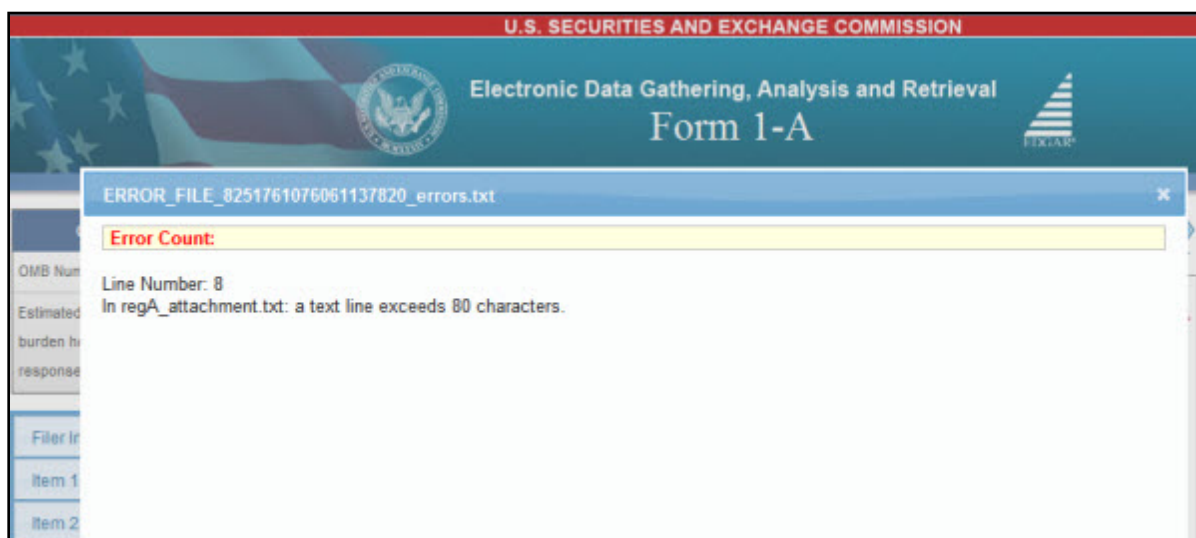 U.S. SECURITIES AND EXCHANGE COMMISSION
Electronic Data Gathering, Analysis and Retrieval
Form 1-A
EDGAR
ERROR_FILE_8251761076061137820_errors.txt
×
Error Count:
OMB Num
Line Number: 8
In regA_attachment.txt: a text line exceeds 80 characters.
Estimated
burden h
response
Filer In
Item 1
Item 2